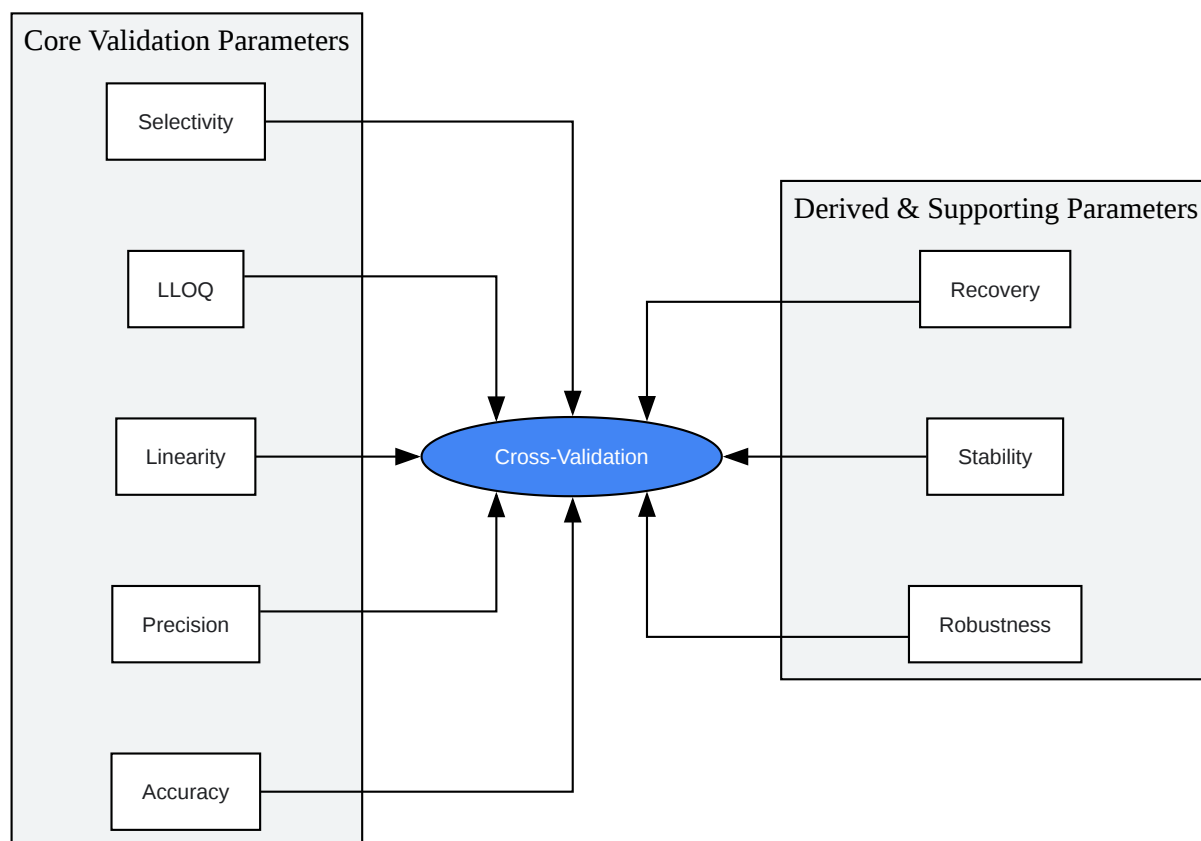 Core Validation Parameters
Selectivity
LLOQ
Linearity
Precision
Accuracy
Cross-Validation
Derived & Supporting Parameters
Recovery
Stability
Robustness